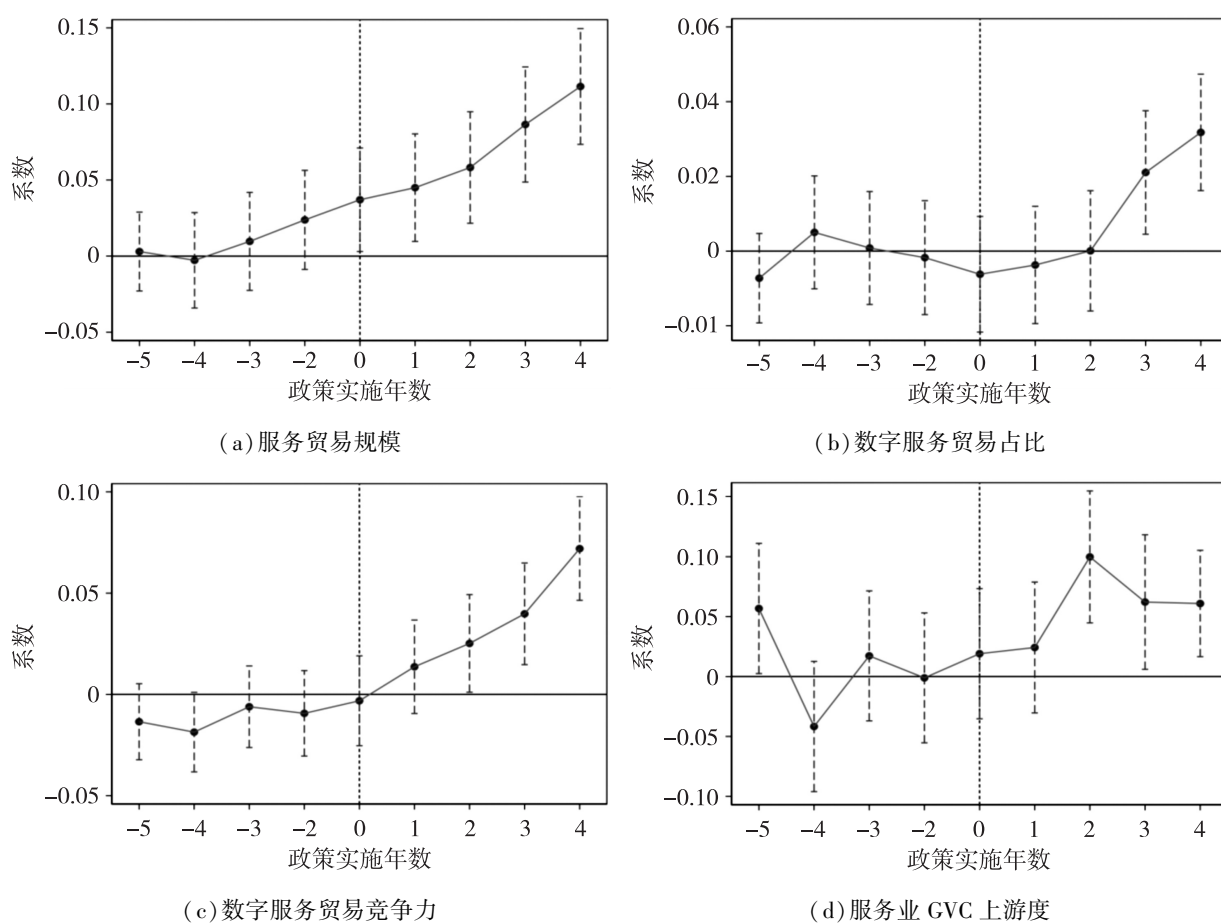 0.15
0.10
0.05
0
-0.05
系数
-5 -4 -3 -2 0 1 2 3 4
政策实施年数
(a)服务贸易规模
0.06
0.04
0.02
0
-0.01
系数
-5 -4 -3 -2 0 1 2 3 4
政策实施年数
(b)数字服务贸易占比
0.10
0.05
0
-0.05
系数
-5 -4 -3 -2 0 1 2 3 4
政策实施年数
(c)数字服务贸易竞争力
0.15
0.10
0.05
0
-0.05
-0.10
系数
-5 -4 -3 -2 0 1 2 3 4
政策实施年数
(d)服务业 GVC 上游度